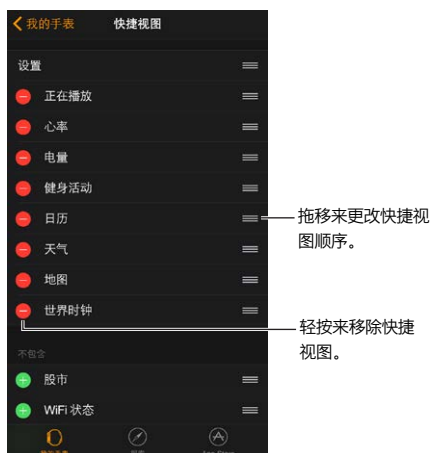 我的手表 快捷视图
设置
正在播放
心率
电量
健身活动
日历
拖移来更改快捷视
图顺序。
天气
地图
世界时钟
轻按来移除快捷
视图。
不包含
股市
WiFi 状态